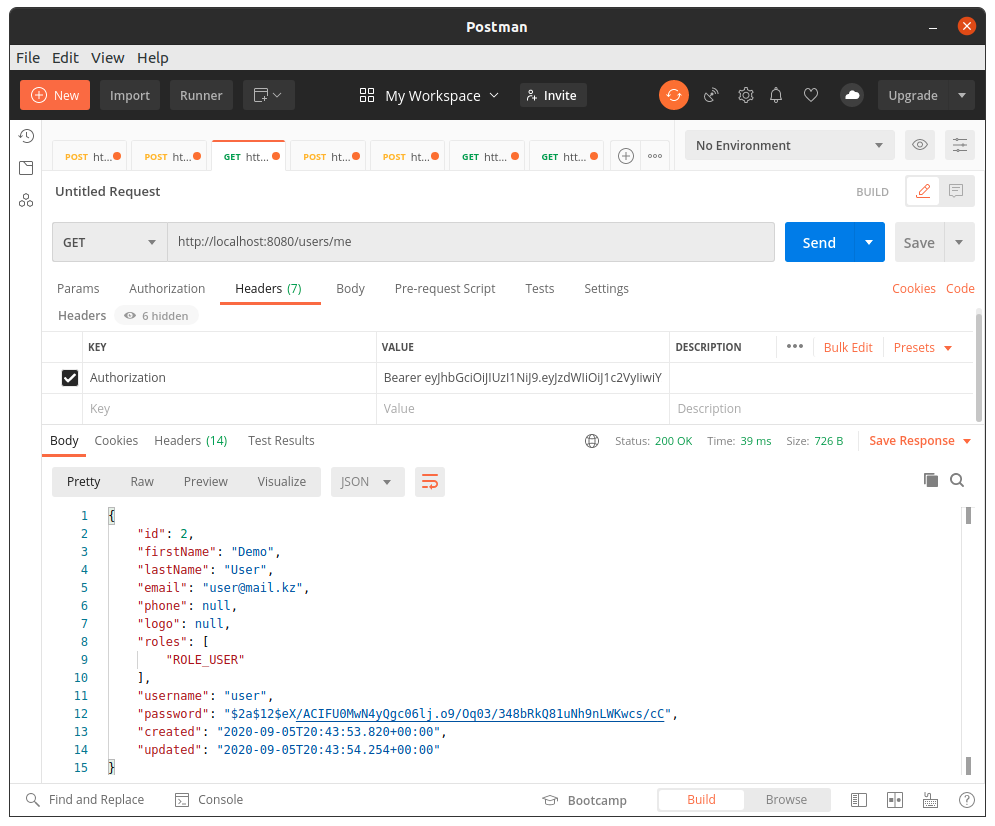 Postman
File Edit View Help
New Import Runner My Workspace Invite Upgrade
POST ht... POST ht... GET htt... POST ht... POST ht... GET htt... GET htt... No Environment
Untitled Request BUILD
GET http://localhost:8080/users/me Send Save
Params Authorization Headers (7) Body Pre-request Script Tests Settings Cookies Code
Headers 6 hidden
KEY VALUE DESCRIPTION Bulk Edit Presets
Authorization Bearer eyJhbGciOiJIUzI1NiJ9.eyJzdWIiOiJ1c2VyIiwiY
Key Value Description
Body Cookies Headers (14) Test Results Status: 200 OK Time: 39 ms Size: 726 B Save Response
Pretty Raw Preview Visualize JSON
1 {
2 "id": 2,
3 "firstName": "Demo",
4 "lastName": "User",
5 "email": "user@mail.kz",
6 "phone": null,
7 "logo": null,
8 "roles": [
9 "ROLE_USER"
10 ],
11 "username": "user",
12 "password": "$2a$12$eX/ACIFU0MwN4yQgc06lj.o9/Oq03/348bRkQ81uNh9nLWKwcs/cC",
13 "created": "2020-09-05T20:43:53.820+00:00",
14 "updated": "2020-09-05T20:43:54.254+00:00"
15 }
Find and Replace Console Bootcamp Build Browse